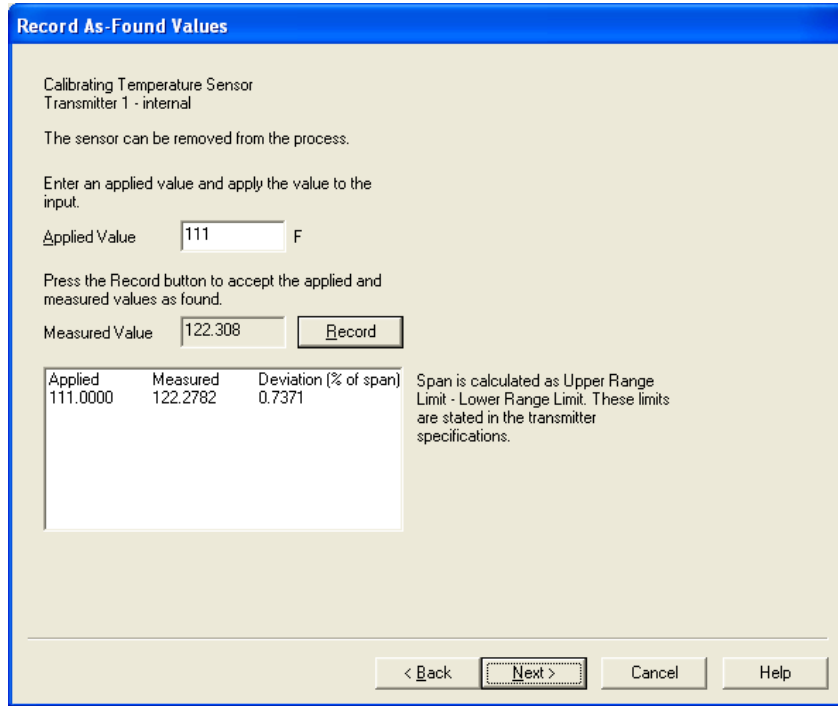 Record As-Found Values
Calibrating Temperature Sensor
Transmitter 1 - internal
The sensor can be removed from the process.
Enter an applied value and apply the value to the
input.
Applied Value 111 F
Press the Record button to accept the applied and
measured values as found.
Measured Value 122.308 Record
Applied Measured Deviation (% of span)
111.0000 122.2782 0.7371
Span is calculated as Upper Range
Limit - Lower Range Limit. These limits
are stated in the transmitter
specifications.
< Back Next > Cancel Help